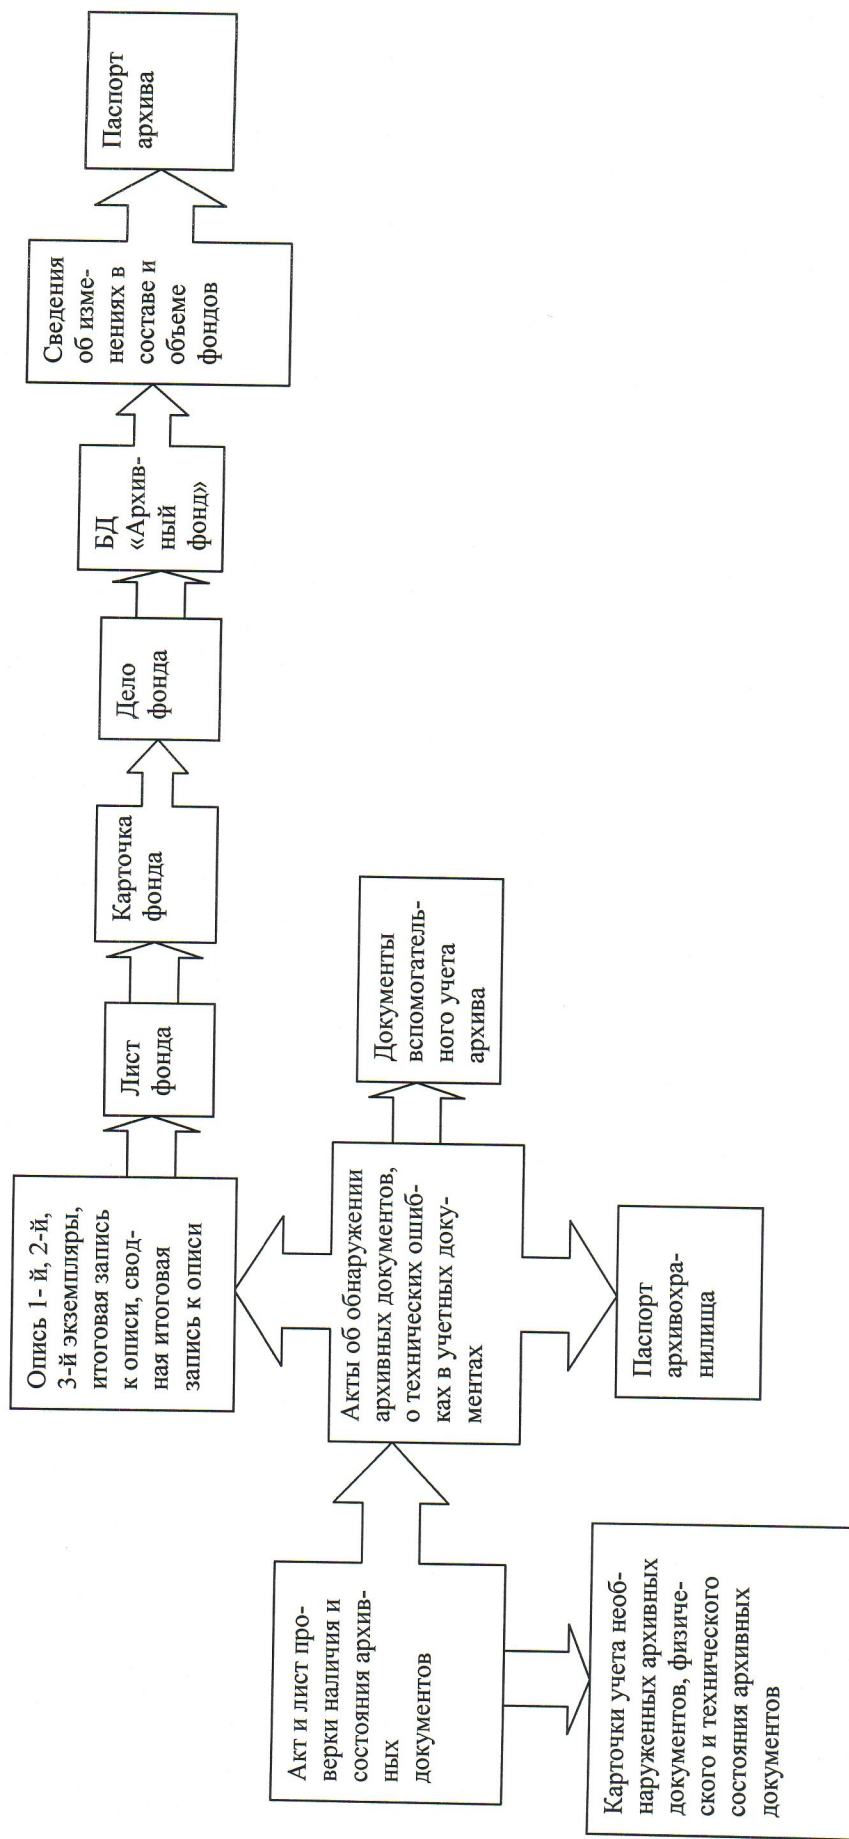 Акт и лист про-
верки наличия и
состояния архив-
ных
документов
Карточки учета необ-
наруженных архивных
документов, физиче-
ского и технического
состояния архивных
документов
Акты об обнаружении
архивных документов,
о технических ошиб-
ках в учетных доку-
ментах
Паспорт
архивохра-
нилища
Документы
вспомогатель-
ного учета
архива
Опись 1- й, 2-й,
3-й экземпляры,
итоговая запись
к описи, свод-
ная итоговая
запись к описи
Лист
фонда
Карточка
фонда
Дело
фонда
БД
«Архив-
ный
фонд»
Сведения
об изме-
нениях в
составе и
объеме
фондов
Паспорт
архива